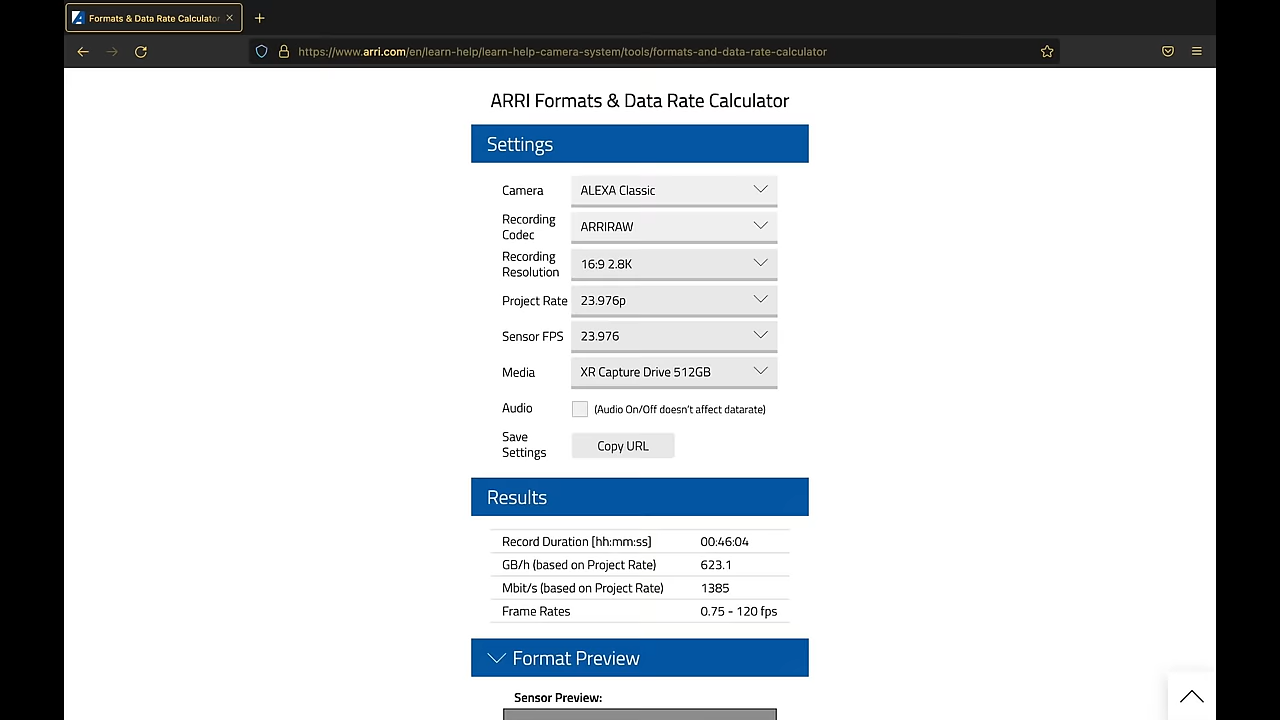 Formats & Data Rate Calculator
https://www.arri.com/en/learn-help/learn-help-camera-system/tools/formats-and-data-rate-calculator
ARRI Formats & Data Rate Calculator
Settings
Camera ALEXA Classic
Recording Codec ARRIRAW
Recording Resolution 16:9 2.8K
Project Rate 23.976p
Sensor FPS 23.976
Media XR Capture Drive 512GB
Audio (Audio On/Off doesn't affect datarate)
Save Settings Copy URL
Results
Record Duration [hh:mm:ss] 00:46:04
GB/h (based on Project Rate) 623.1
Mbit/s (based on Project Rate) 1385
Frame Rates 0.75 - 120 fps
Format Preview
Sensor Preview: